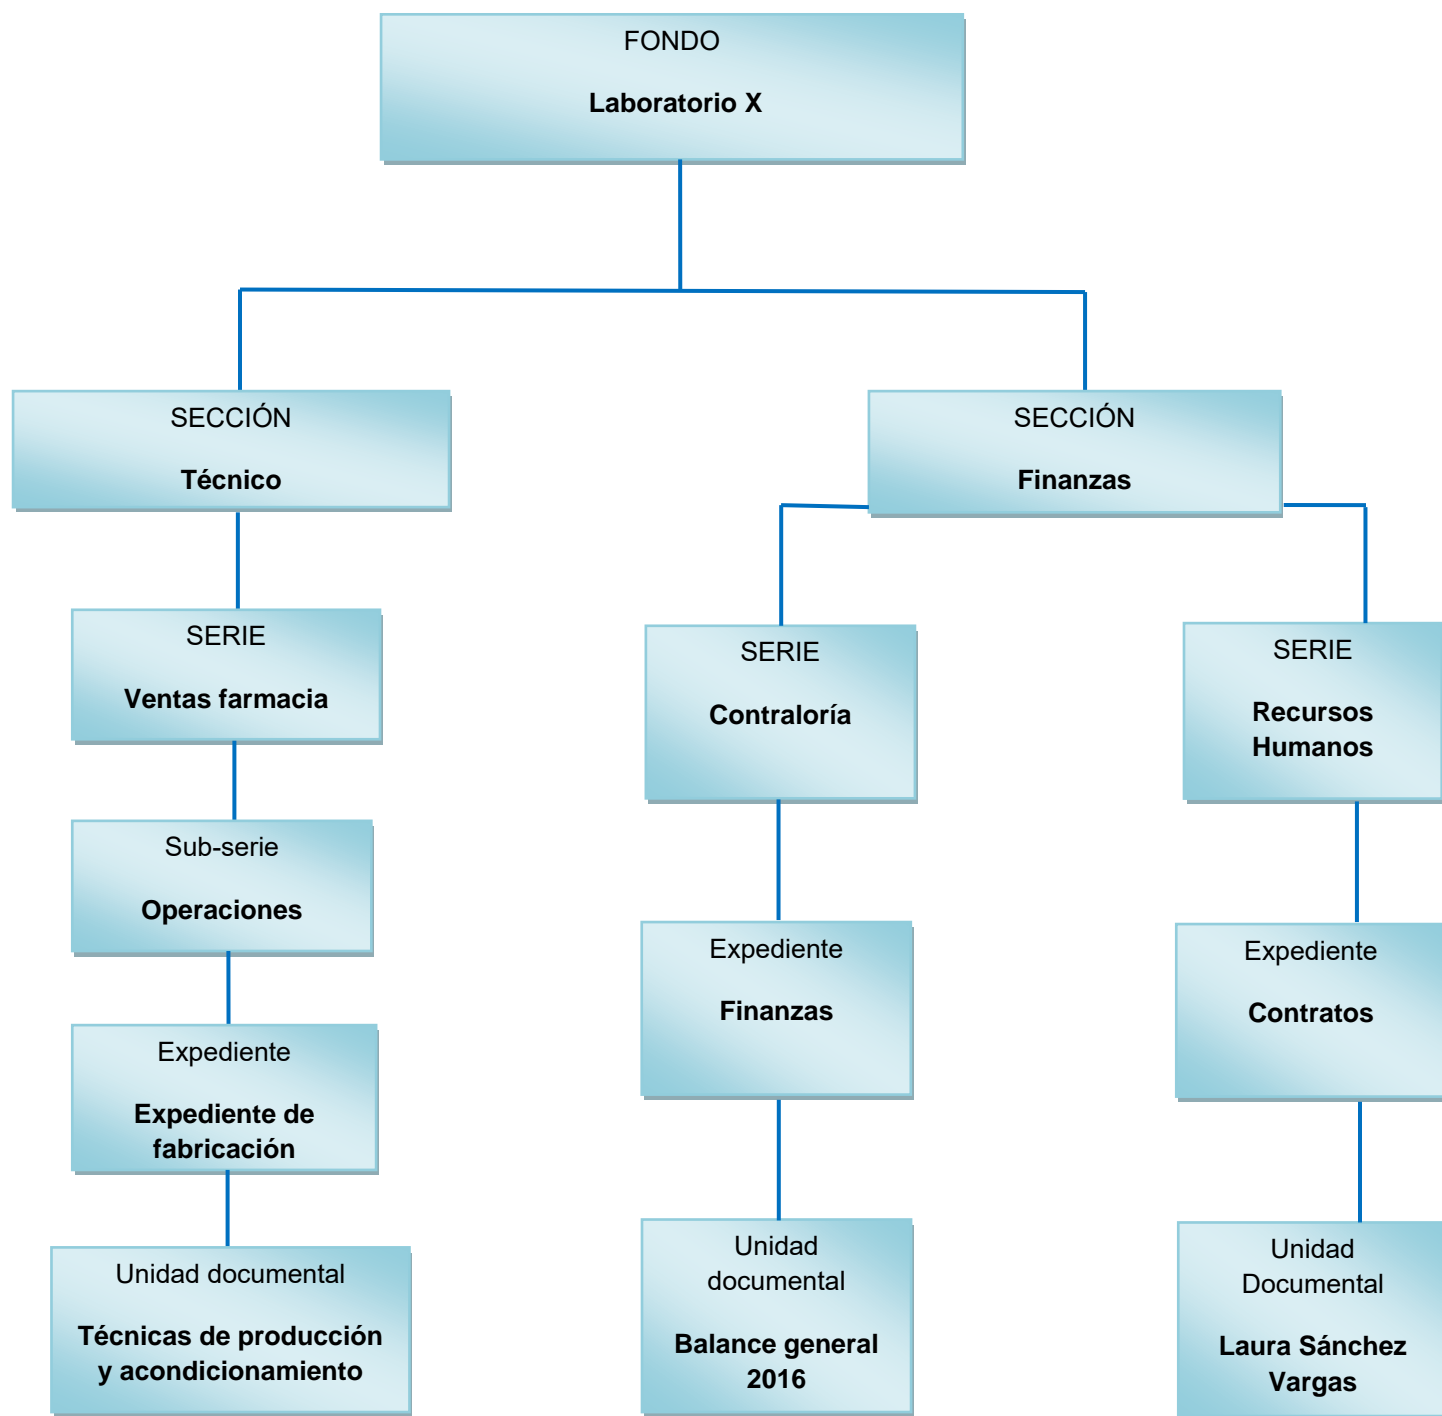 FONDO
Laboratorio X
SECCIÓN
Técnico
SECCIÓN
Finanzas
SERIE
Ventas farmacia
SERIE
Contraloría
SERIE
Recursos
Humanos
Sub-serie
Operaciones
Expediente
Finanzas
Expediente
Contratos
Expediente
Expediente de
fabricación
Unidad documental
Técnicas de producción
y acondicionamiento
Unidad
documental
Balance general
2016
Unidad
Documental
Laura Sánchez
Vargas